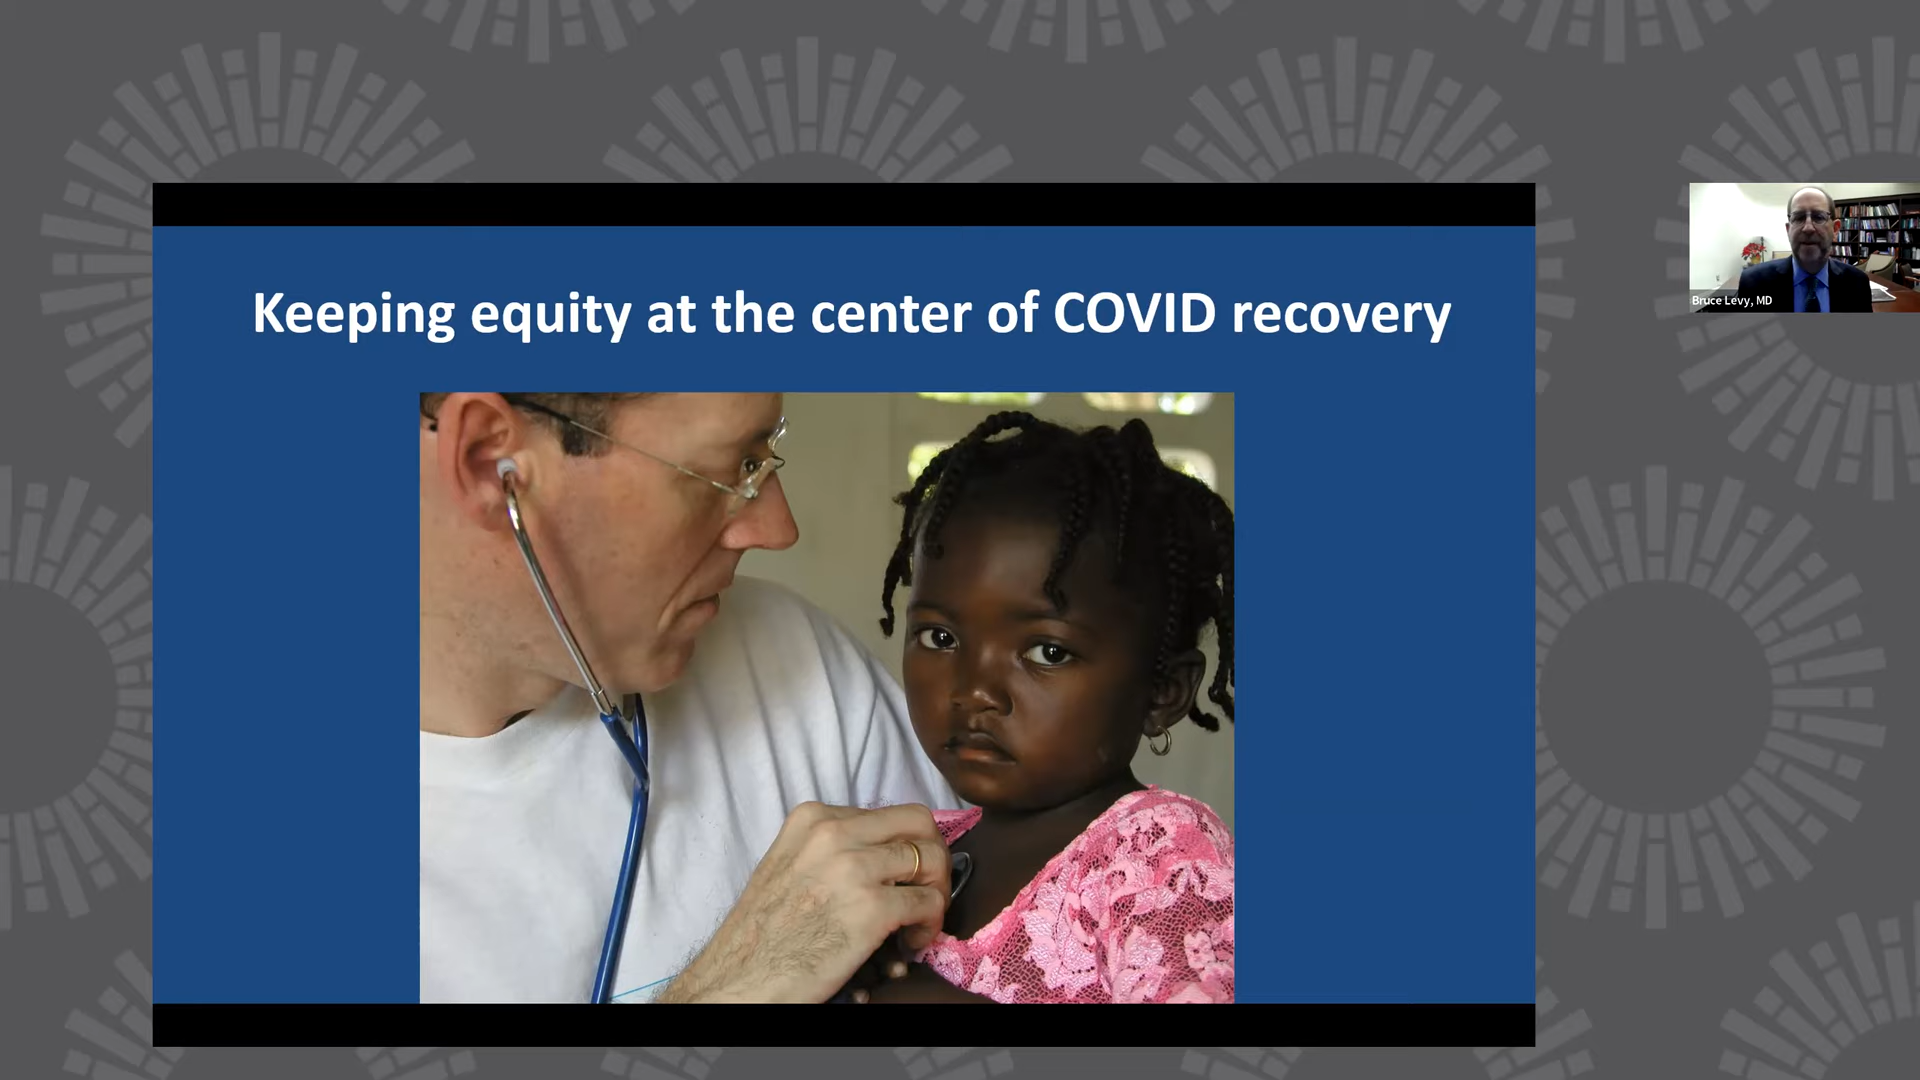 Keeping equity at the center of COVID recovery
Bruce Levy, MD